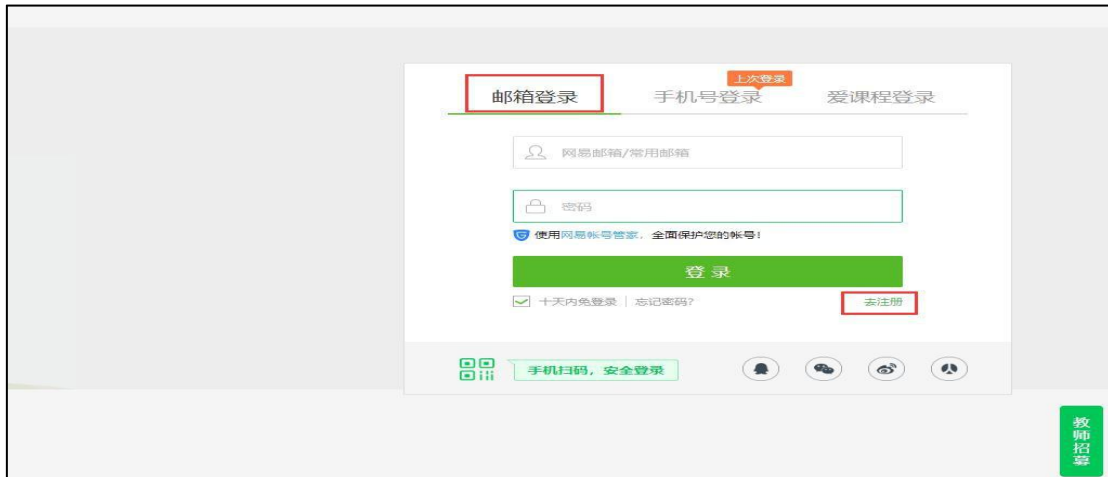 上次登录
邮箱登录 手机号登录 爱课程登录
网易邮箱/常用邮箱
密码
使用网易帐号管家，全面保护您的帐号！
登 录
十天内免登录 | 忘记密码? 去注册
手机扫码，安全登录
教师招募